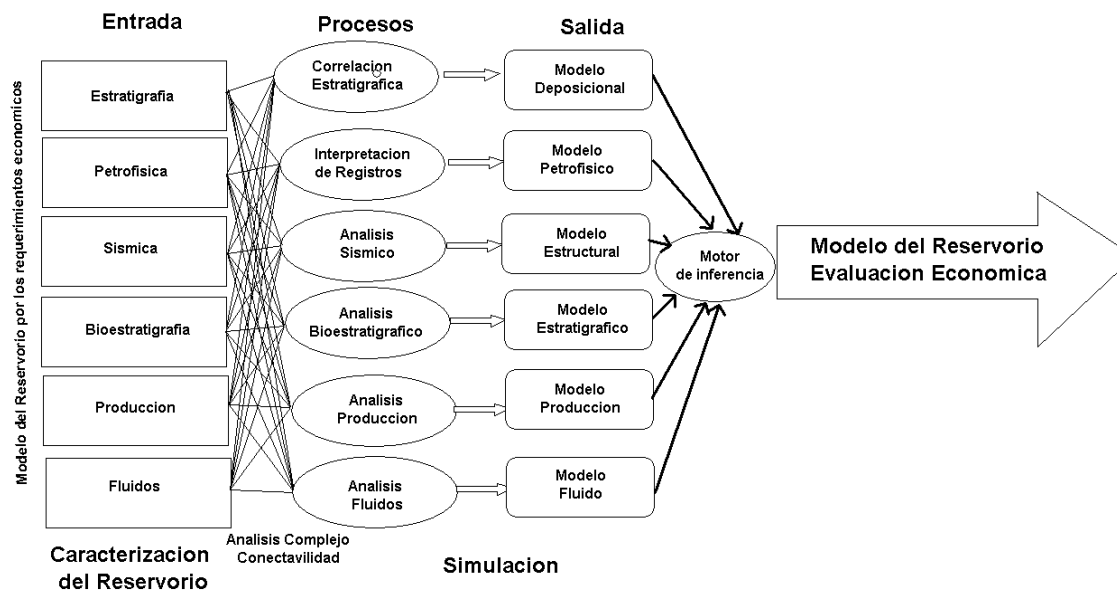 Entrada
Procesos
Salida
Modelo del Reservorio por los requerimientos economicos
Estratigrafia
Correlacion
Estratigrafica
Modelo
Deposicional
Petrofisica
Interpretacion
de Registros
Modelo
Petrofisico
Sismica
Analisis
Sismico
Modelo
Estructural
Motor
de inferencia
Modelo del Reservorio
Evaluacion Economica
Bioestratigrafia
Analisis
Bioestratigrafico
Modelo
Estratigrafico
Produccion
Analisis
Produccion
Modelo
Produccion
Fluidos
Analisis
Fluidos
Modelo
Fluido
Caracterizacion
del Reservorio
Analisis Complejo
Conectavilidad
Simulacion